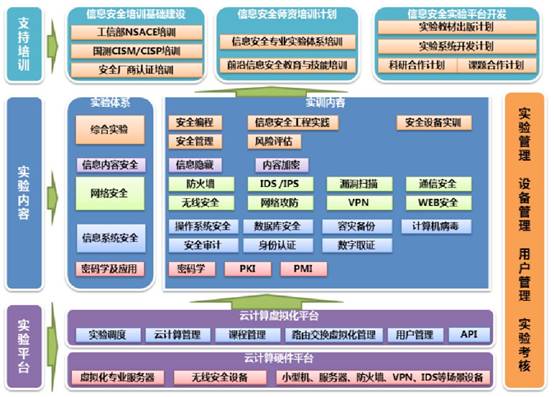 支持培训
信息安全培训基础建设
工信部NSACE培训
国测CISM/CISP培训
安全厂商认证培训
信息安全师资培训计划
信息安全专业实验体系培训
前沿信息安全教育与技能培训
信息安全实验平台开发
实验教材出版计划
实验系统开发计划
科研合作计划
课题合作计划
实验内容
实验体系
综合实验
信息内容安全
网络安全
信息系统安全
密码学及应用
实训内容
安全编程
信息安全工程实践
安全设备实训
安全管理
风险评估
信息隐藏
内容加密
防火墙
IDS/IPS
漏洞扫描
通信安全
无线安全
网络攻防
VPN
WEB安全
操作系统安全
数据库安全
容灾备份
计算机病毒
安全审计
身份认证
数字取证
密码学
PKI
PMI
实验平台
云计算虚拟化平台
实验调度
云计算管理
课程管理
路由交换虚拟化管理
用户管理
API
云计算硬件平台
虚拟化专业服务器
无线安全设备
小型机、服务器、防火墙、VPN、IDS等场景设备
实验管理 设备管理 用户管理 实验考核